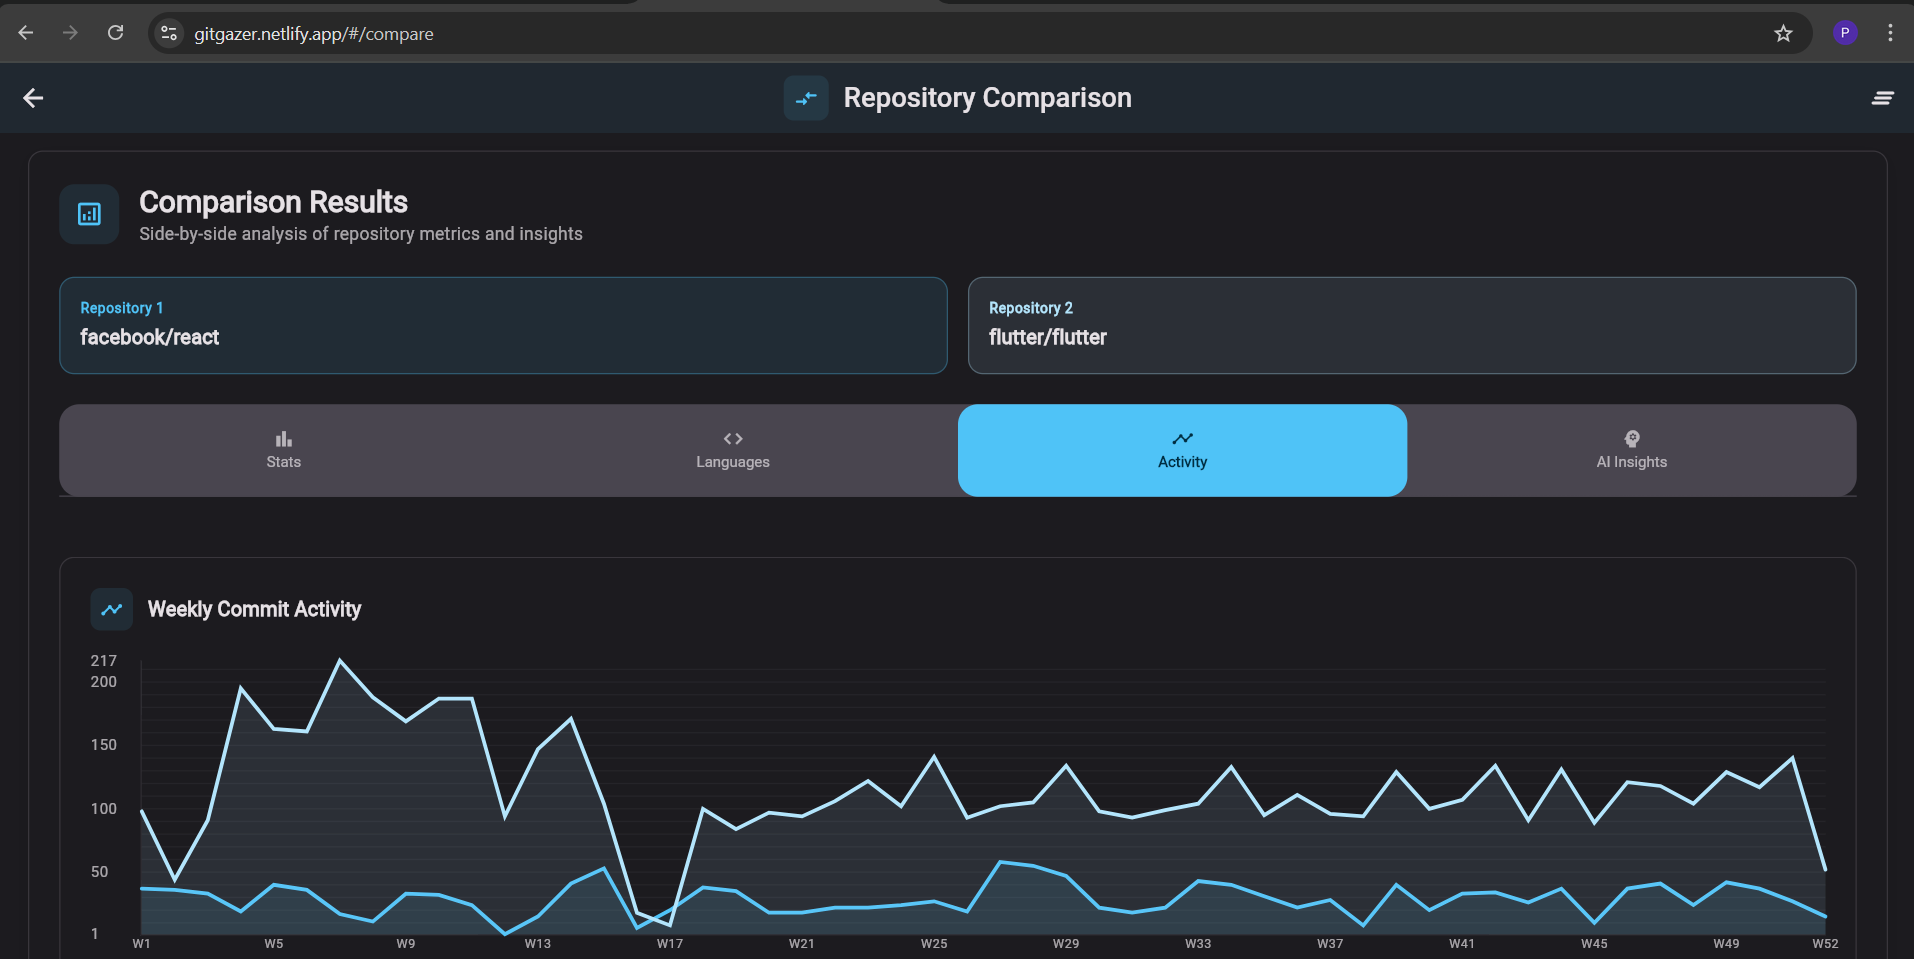 gitgazer.netlify.app/#/compare
P
Repository Comparison
Comparison Results
Side-by-side analysis of repository metrics and insights
Repository 1
facebook/react
Repository 2
flutter/flutter
Stats
Languages
Activity
AI Insights
Weekly Commit Activity
217
200
150
100
50
1
W1 W5 W9 W13 W17 W21 W25 W29 W33 W37 W41 W45 W49 W52